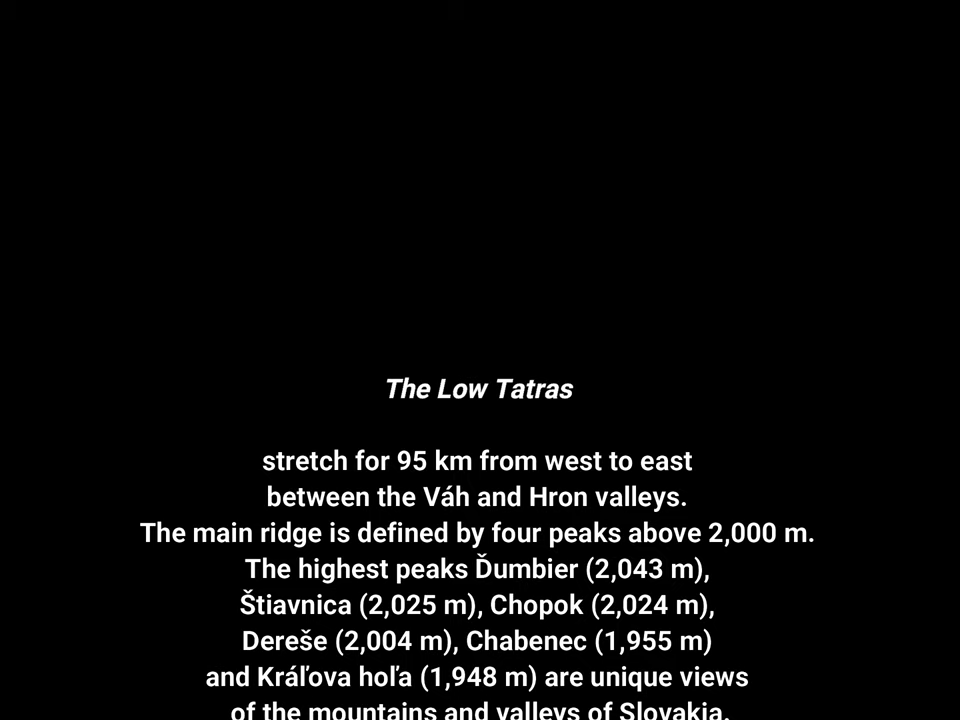 The Low Tatras
stretch for 95 km from west to east
between the Váh and Hron valleys.
The main ridge is defined by four peaks above 2,000 m.
The highest peaks Ďumbier (2,043 m),
Štiavnica (2,025 m), Chopok (2,024 m),
Dereše (2,004 m), Chabenec (1,955 m)
and Kráľova hoľa (1,948 m) are unique views
of the mountains and valleys of Slovakia.